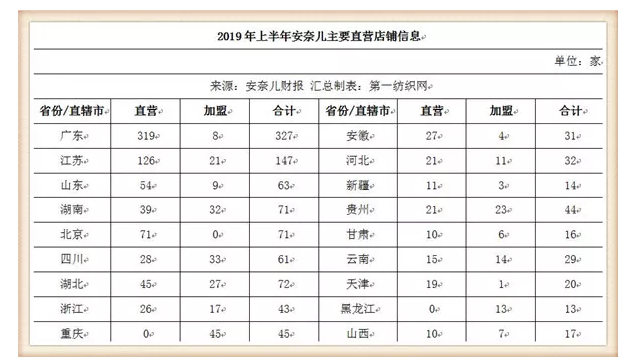 2019年上半年安奈儿主要直营店铺信息
单位：家
来源：安奈儿财报 汇总制表：第一纺织网
省份/直辖市 直营 加盟 合计 省份/直辖市 直营 加盟 合计
广东 319 8 327 安徽 27 4 31
江苏 126 21 147 河北 21 11 32
山东 54 9 63 新疆 11 3 14
湖南 39 32 71 贵州 21 23 44
北京 71 0 71 甘肃 10 6 16
四川 28 33 61 云南 15 14 29
湖北 45 27 72 天津 19 1 20
浙江 26 17 43 黑龙江 0 13 13
重庆 0 45 45 山西 10 7 17